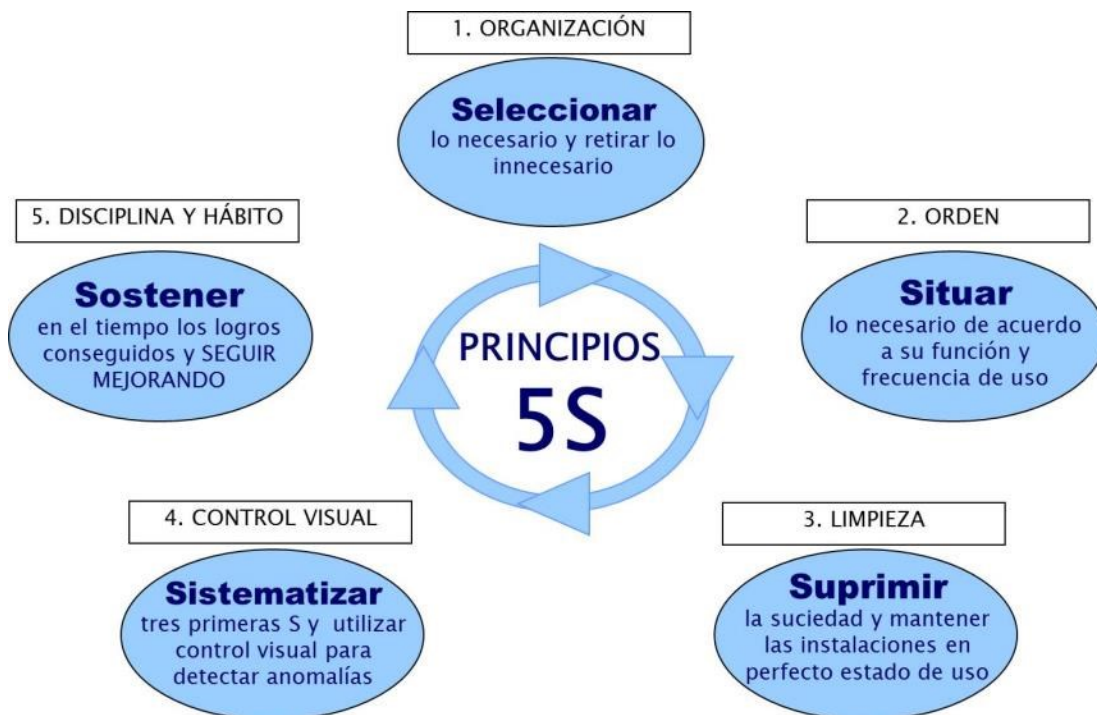 1. ORGANIZACIÓN
Seleccionar
lo necesario y retirar lo
innecesario
5. DISCIPLINA Y HÁBITO
Sostener
en el tiempo los logros
conseguidos y SEGUIR
MEJORANDO
2. ORDEN
Situar
lo necesario de acuerdo
a su función y
frecuencia de uso
PRINCIPIOS
5S
4. CONTROL VISUAL
Sistematizar
tres primeras S y utilizar
control visual para
detectar anomalías
3. LIMPIEZA
Suprimir
la suciedad y mantener
las instalaciones en
perfecto estado de uso